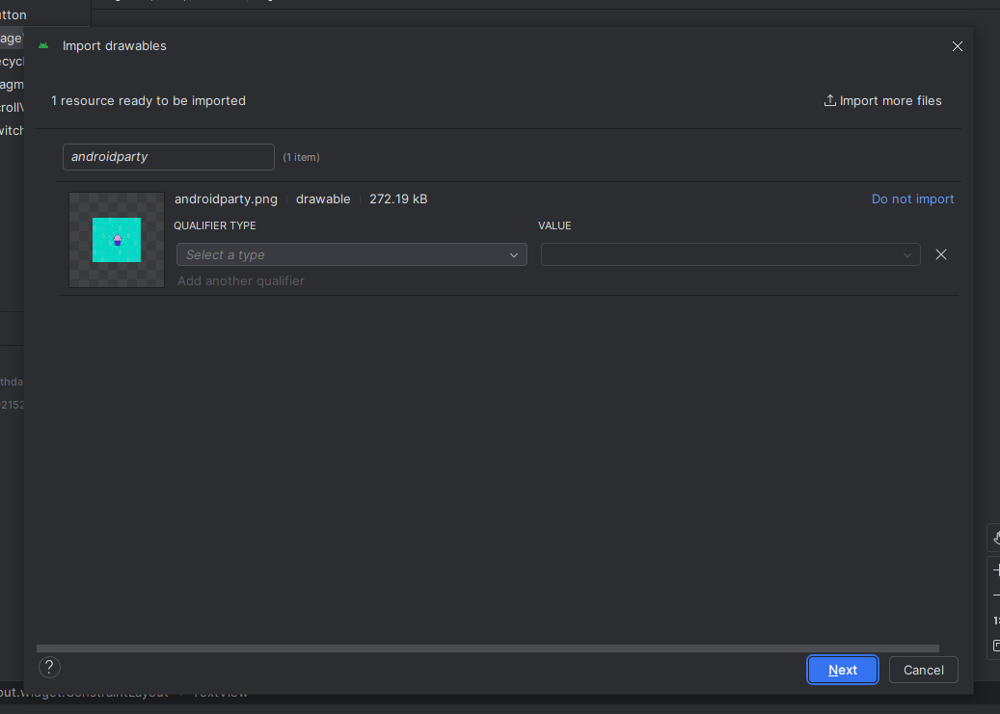 Import drawables
1 resource ready to be imported
Import more files
androidparty
(1 item)
androidparty.png drawable 272.19 kB
Do not import
QUALIFIER TYPE VALUE
Select a type
Add another qualifier
?
Next
Cancel
TextView